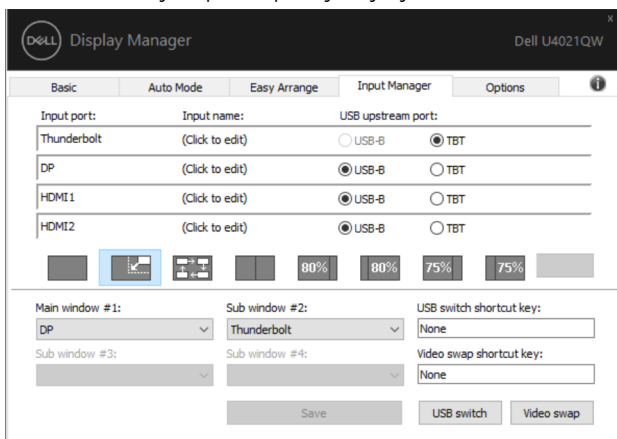 x
DELL Display Manager Dell U4021QW
Basic Auto Mode Easy Arrange Input Manager Options i
Input port: Input name: USB upstream port:
Thunderbolt (Click to edit) USB-B TBT
DP (Click to edit) USB-B TBT
HDMI1 (Click to edit) USB-B TBT
HDMI2 (Click to edit) USB-B TBT
80% 80% 75% 75%
Main window #1: Sub window #2: USB switch shortcut key:
DP Thunderbolt None
Sub window #3: Sub window #4: Video swap shortcut key:
None
Save USB switch Video swap